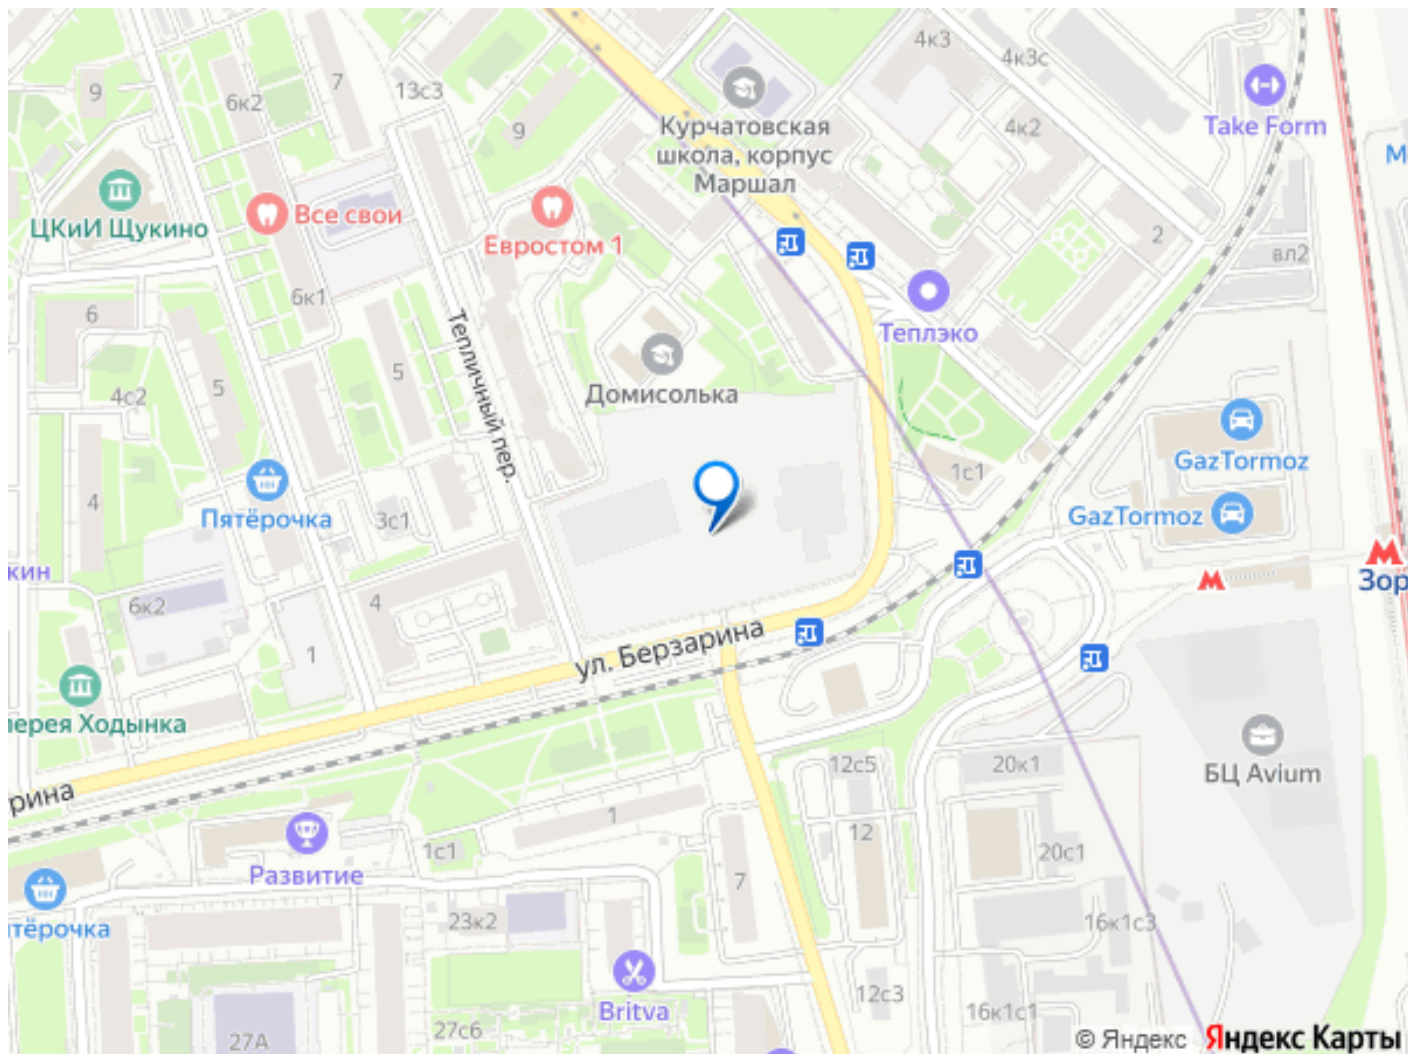 4к3
4к3с
7
9
6к2
13с3
9
Курчатовская
школа, корпус
Маршал
4к2
Take Form
М
ЦКиИ Щукино
Все свои
Евростом 1
2
вл2
6к1
6
Тепличный пер.
Теплэко
Домисолька
5
5
4с2
GazTormoz
1с1
4
Пятёрочка
3с1
GazTormoz
Зор
кин
6к2
4
1
ул. Берзарина
лерея Ходынка
БЦ Avium
рина
12с5
20к1
1
12
1с1
20с1
Развитие
7
тёрочка
23к2
16к1с3
Britva
12с3
16к1с1
27с6
27А
© Яндекс Яндекс Карты